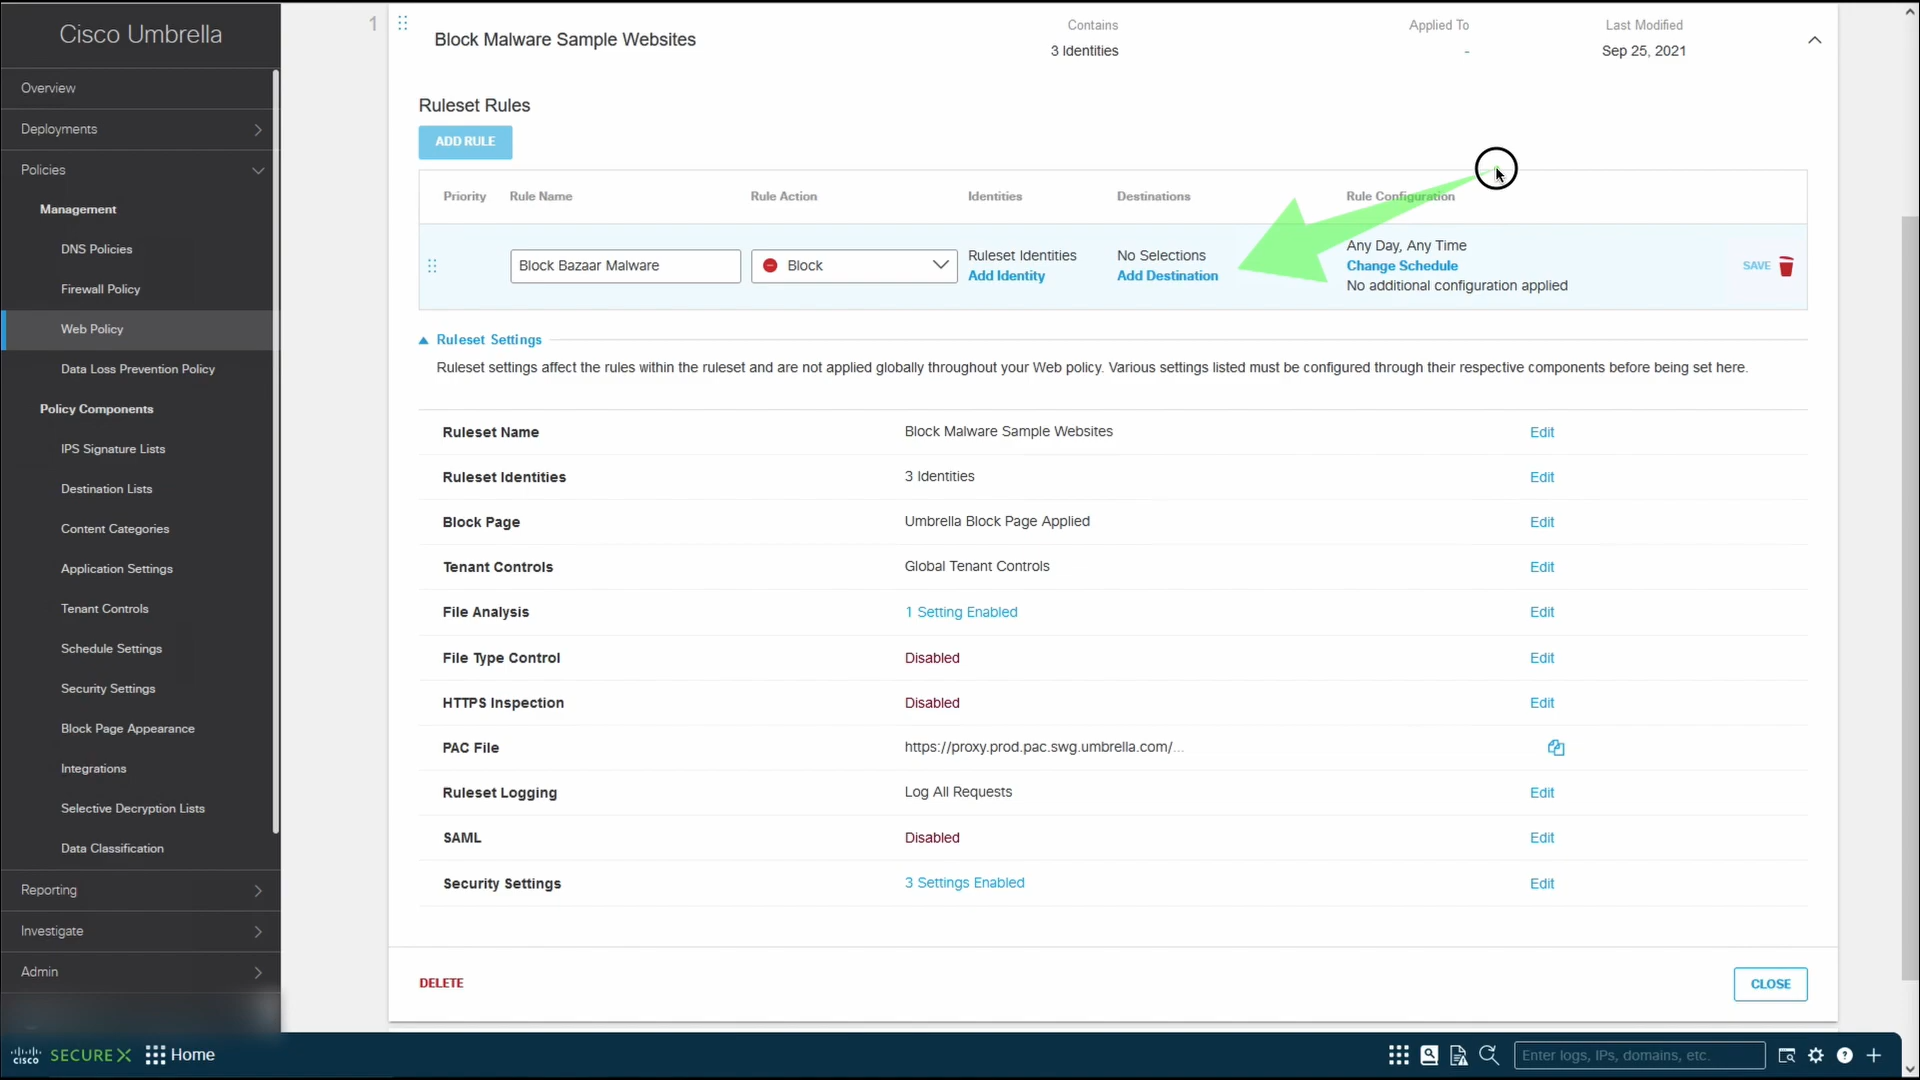 Cisco Umbrella
Overview
Deployments
Policies
Management
DNS Policies
Firewall Policy
Web Policy
Data Loss Prevention Policy
Policy Components
IPS Signature Lists
Destination Lists
Content Categories
Application Settings
Tenant Controls
Schedule Settings
Security Settings
Block Page Appearance
Integrations
Selective Decryption Lists
Data Classification
Reporting
Investigate
Admin
1
Block Malware Sample Websites
Contains
3 Identities
Applied To
-
Last Modified
Sep 25, 2021
Ruleset Rules
ADD RULE
Priority Rule Name Rule Action Identities Destinations Rule Configuration
Block Bazaar Malware
Block
Ruleset Identities
Add Identity
No Selections
Add Destination
Any Day, Any Time
Change Schedule
No additional configuration applied
SAVE
Ruleset Settings
Ruleset settings affect the rules within the ruleset and are not applied globally throughout your Web policy. Various settings listed must be configured through their respective components before being set here.
Ruleset Name Block Malware Sample Websites Edit
Ruleset Identities 3 Identities Edit
Block Page Umbrella Block Page Applied Edit
Tenant Controls Global Tenant Controls Edit
File Analysis 1 Setting Enabled Edit
File Type Control Disabled Edit
HTTPS Inspection Disabled Edit
PAC File https://proxy.prod.pac.swg.umbrella.com/...
Ruleset Logging Log All Requests Edit
SAML Disabled Edit
Security Settings 3 Settings Enabled Edit
DELETE
CLOSE
cisco SECUREX Home
Enter logs, IPs, domains, etc.